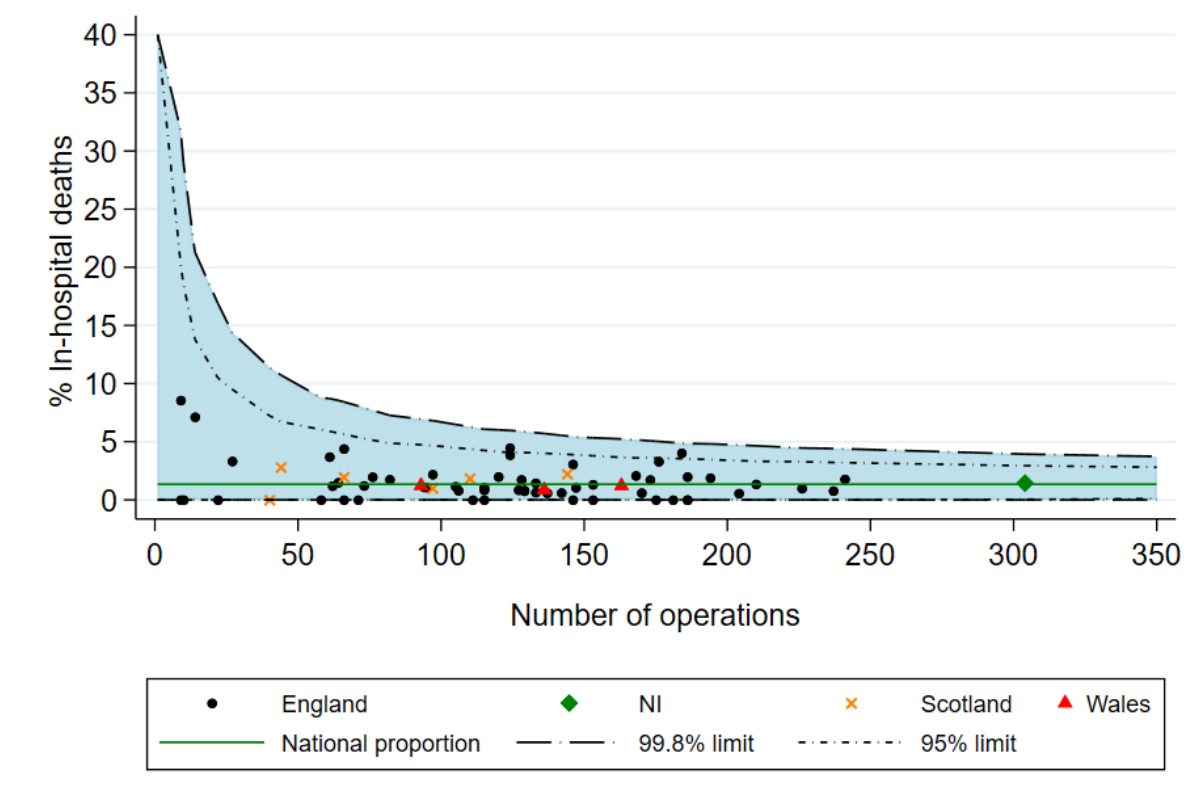 % In-hospital deaths
40
35
30
25
20
15
10
5
0
0 50 100 150 200 250 300 350
Number of operations
England NI Scotland Wales
National proportion 99.8% limit 95% limit